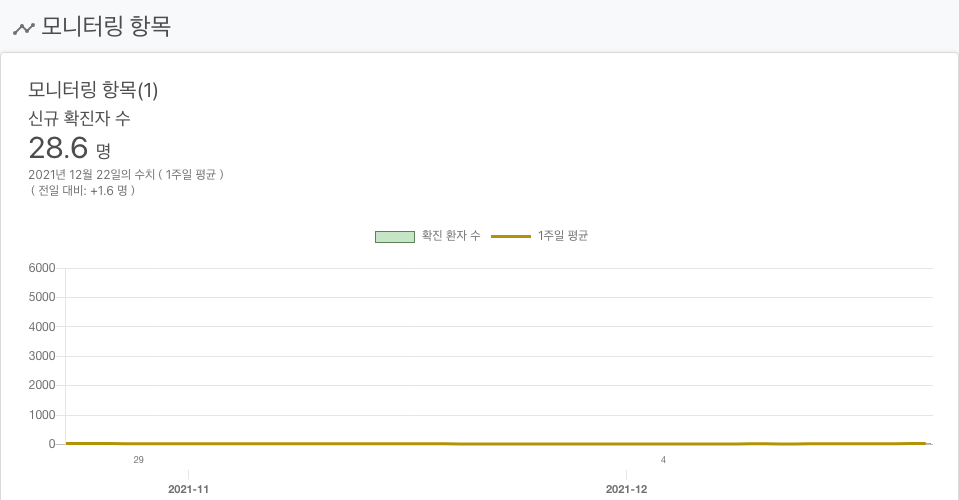 모니터링 항목
모니터링 항목(1)
신규 확진자 수
28.6 명
2021년 12월 22일의 수치 ( 1주일 평균 )
( 전일 대비: +1.6 명 )
확진 환자 수 1주일 평균
6000
5000
4000
3000
2000
1000
0
29 4
2021-11 2021-12